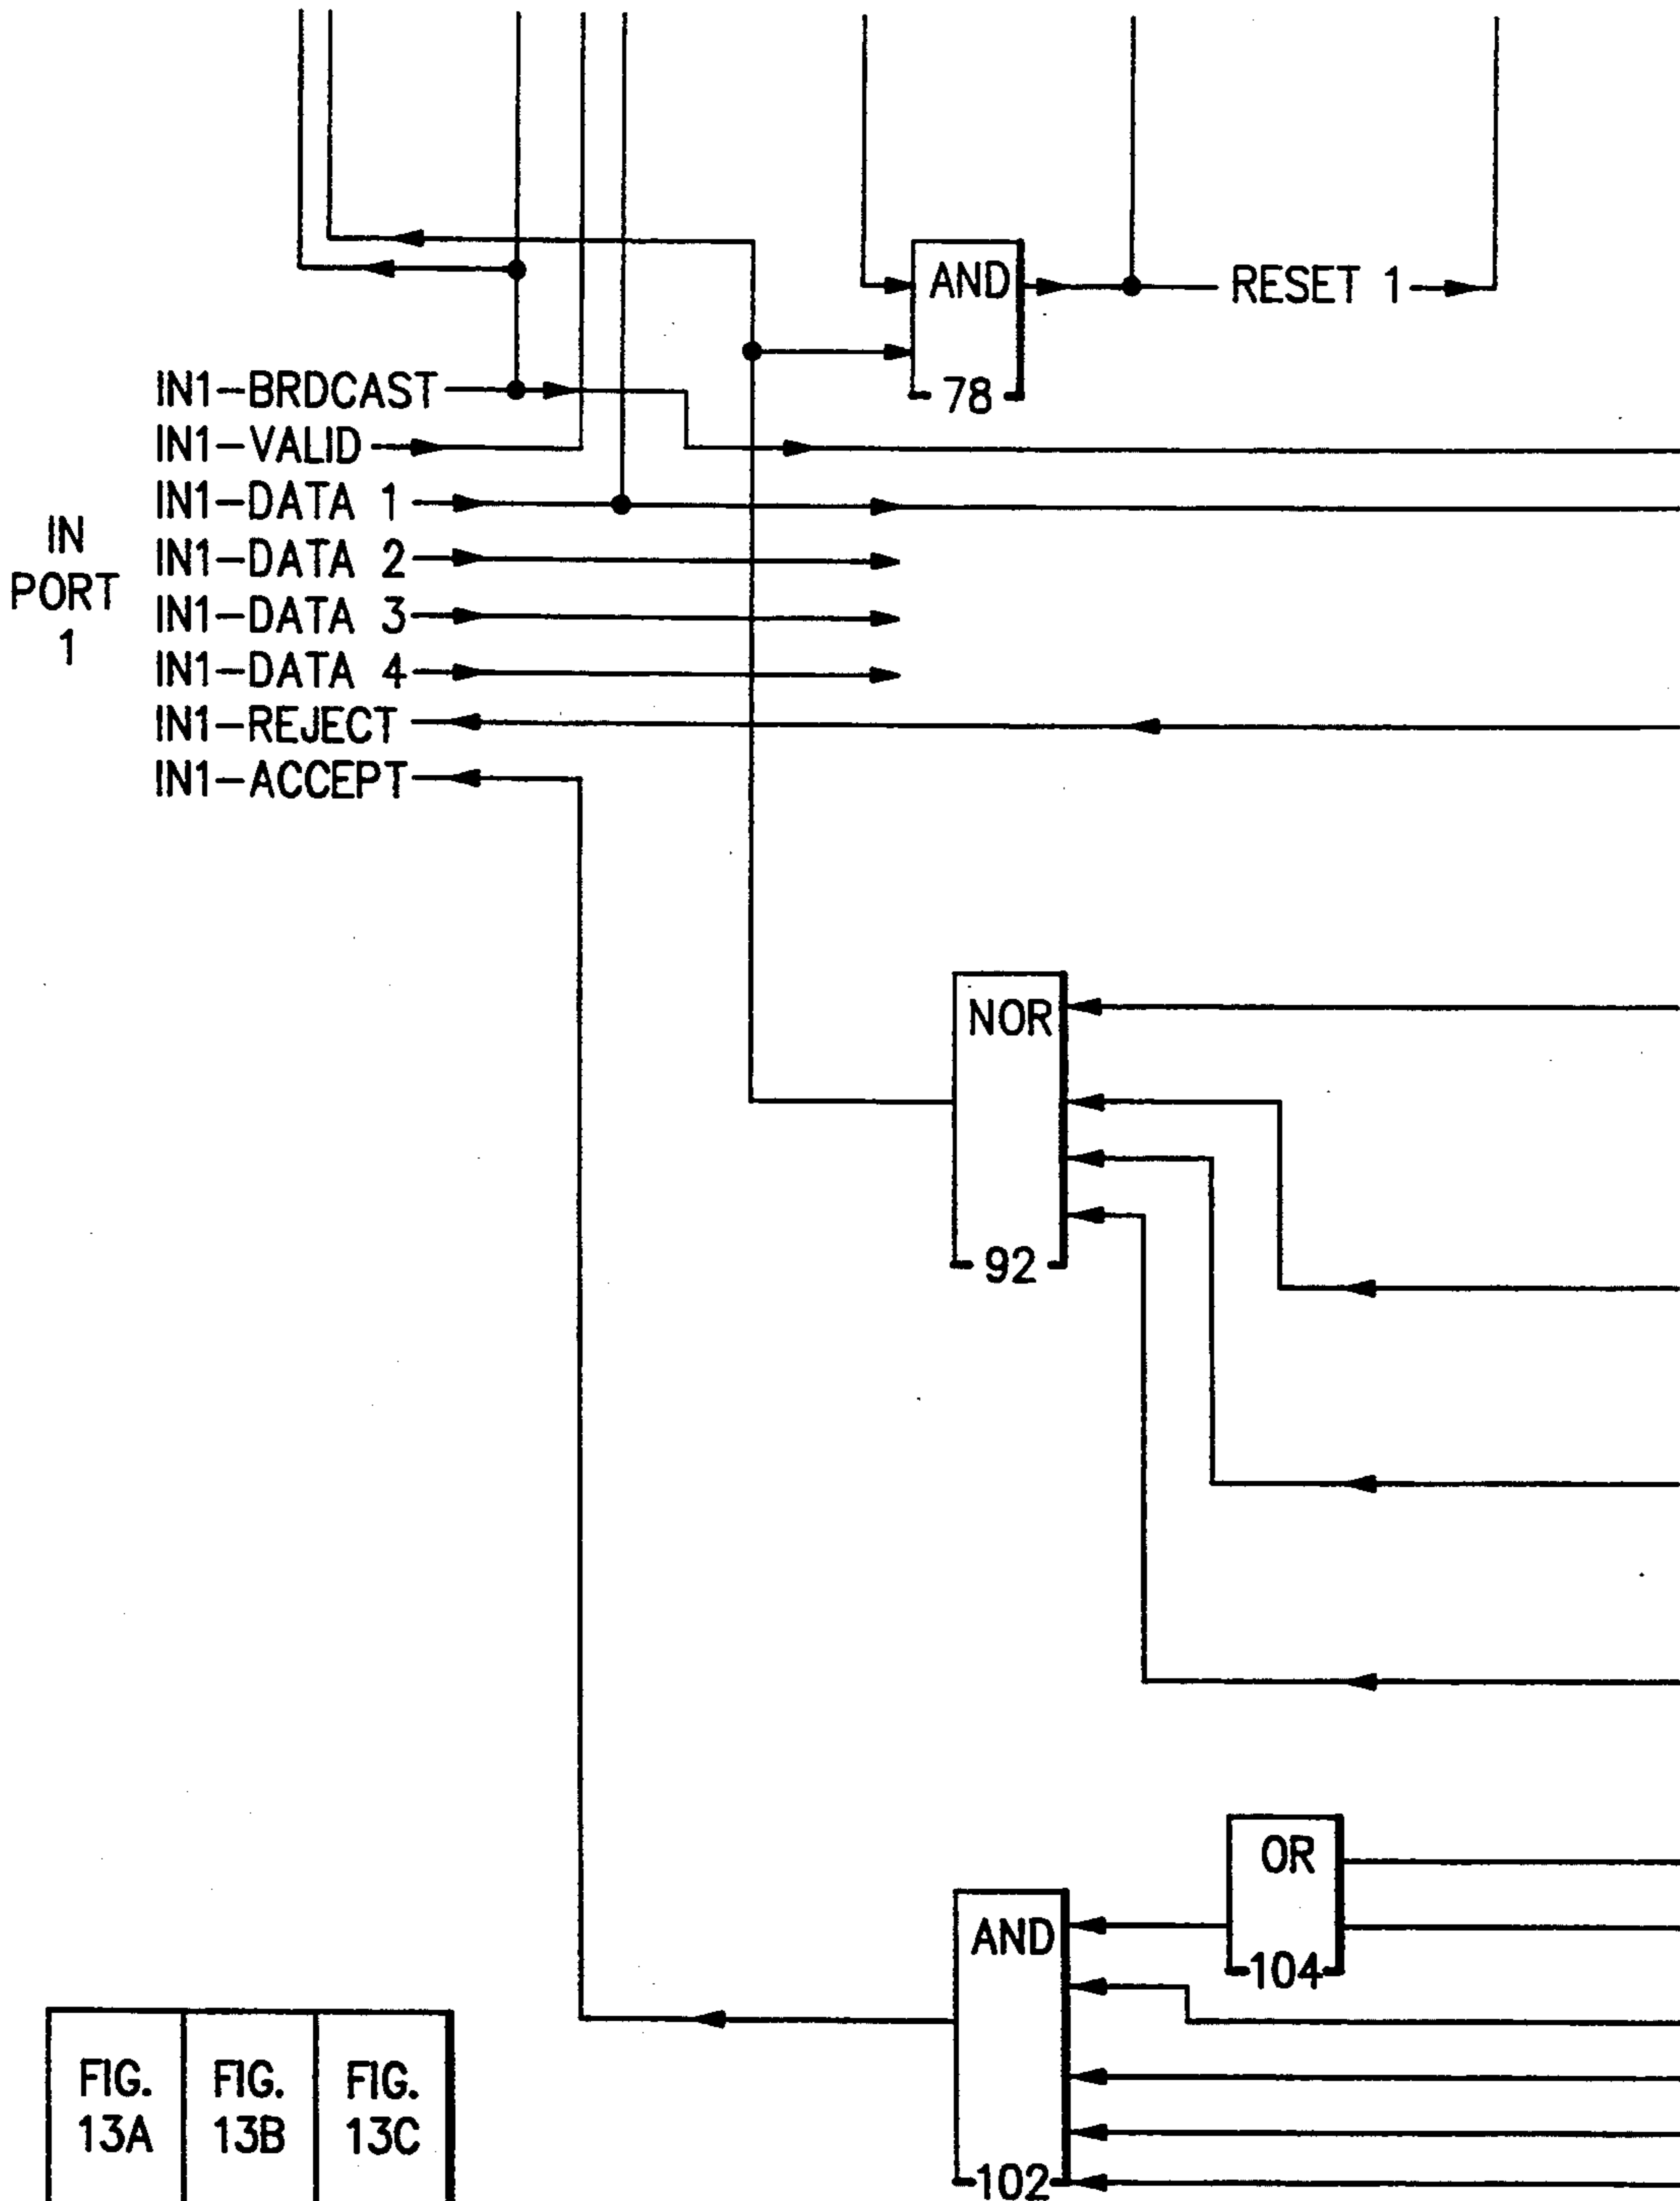 AND
78
RESET 1
IN1-BRDCAST
IN1-VALID
IN1-DATA 1
IN1-DATA 2
IN1-DATA 3
IN1-DATA 4
IN1-REJECT
IN1-ACCEPT
IN
PORT
1
NOR
92
OR
104
AND
102
FIG.
13A
FIG.
13B
FIG.
13C